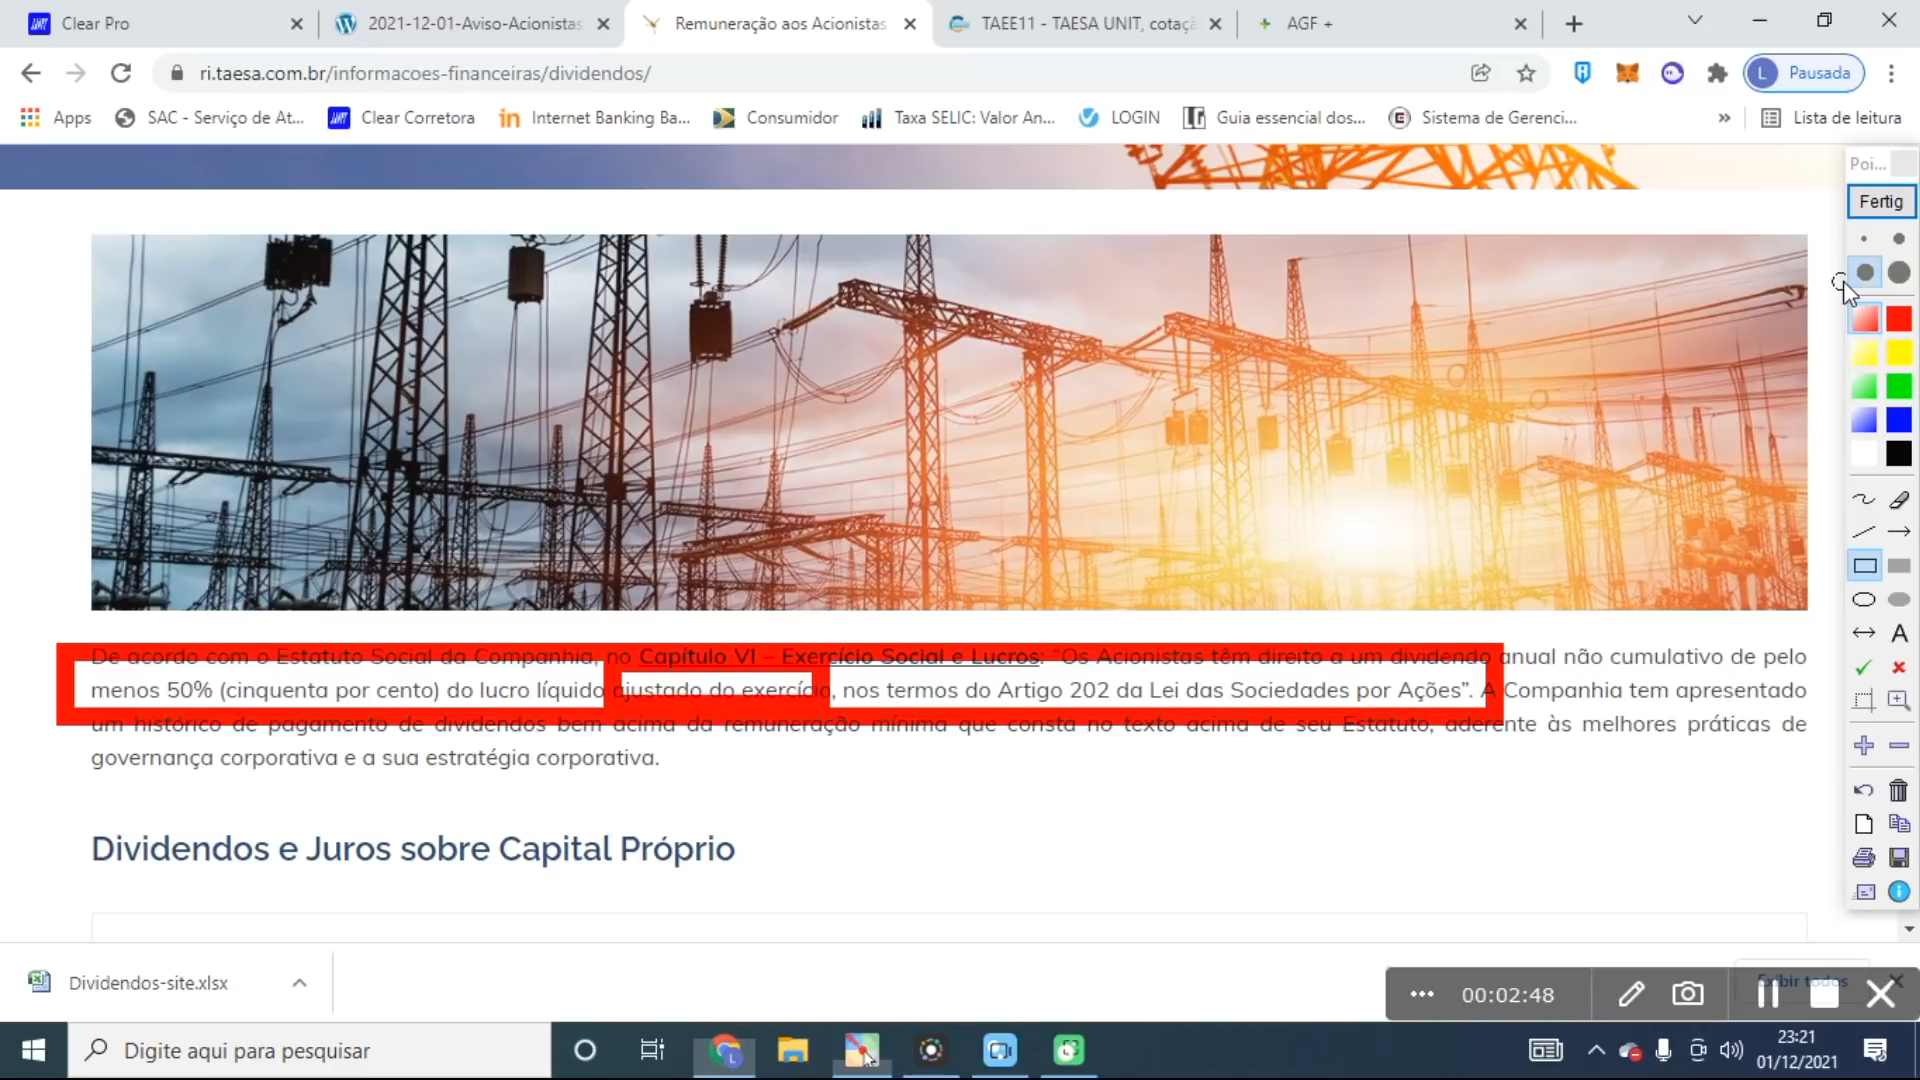 Clear Pro
2021-12-01-Aviso-Acionistas
Remuneração aos Acionistas
TAEE11 - TAESA UNIT, cotaç
AGF +
ri.taesa.com.br/informacoes-financeiras/dividendos/
L Pausada
Apps
SAC - Serviço de At...
Clear Corretora
in Internet Banking Ba...
Consumidor
Taxa SELIC: Valor An...
LOGIN
Guia essencial dos...
Sistema de Gerenci...
»
Lista de leitura
Poi...
Fertig
De acordo com o Estatuto Social da Companhia, no Capítulo VI – Exercício Social e Lucros: “Os Acionistas têm direito a um dividendo anual não cumulativo de pelo
menos 50% (cinquenta por cento) do lucro líquido ajustado do exercício, nos termos do Artigo 202 da Lei das Sociedades por Ações”. A Companhia tem apresentado
um histórico de pagamento de dividendos bem acima da remuneração mínima que consta no texto acima de seu Estatuto, aderente às melhores práticas de
governança corporativa e a sua estratégia corporativa.
A
Dividendos e Juros sobre Capital Próprio
Dividendos-site.xlsx
Exibir todos
00:02:48
Digite aqui para pesquisar
23:21
01/12/2021